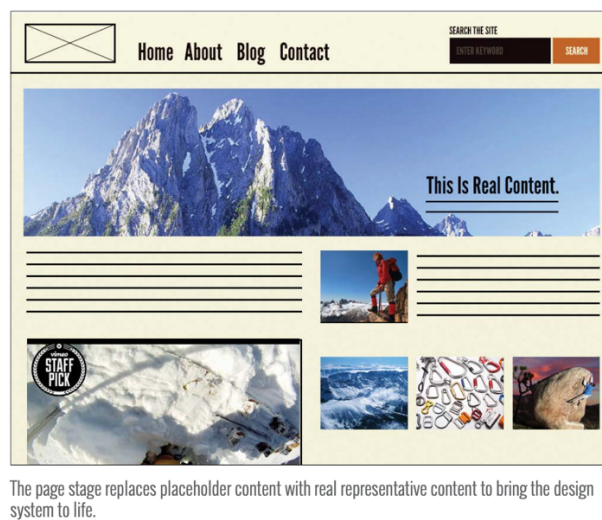 SEARCH THE SITE
Home About Blog Contact
ENTER KEYWORD
SEARCH
This Is Real Content.
vimeo
STAFF
PICK
The page stage replaces placeholder content with real representative content to bring the design
system to life.